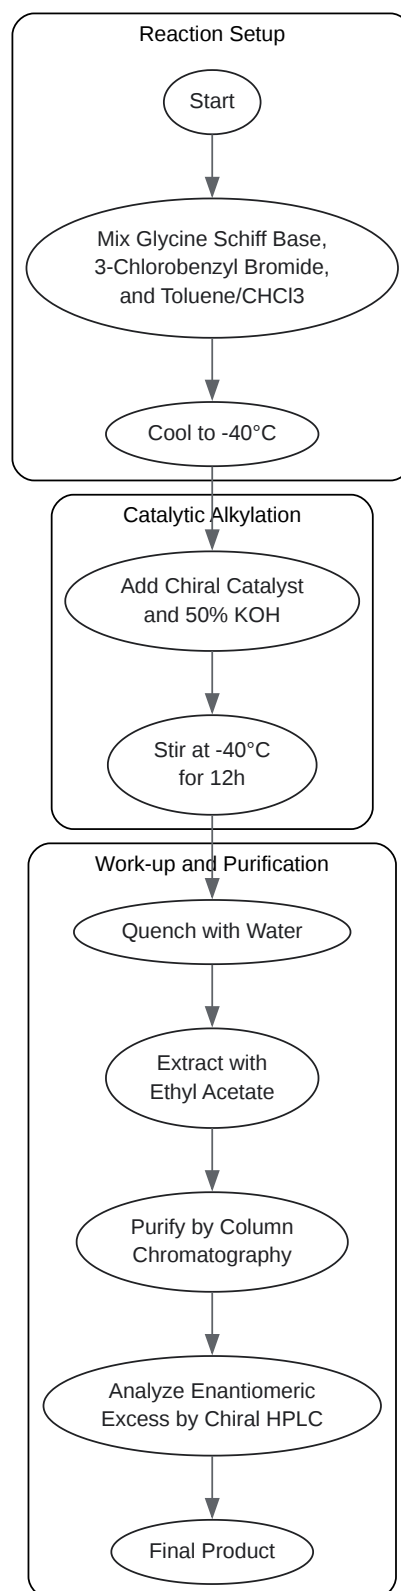 Reaction Setup
Start
Mix Glycine Schiff Base,
3-Chlorobenzyl Bromide,
and Toluene/CHCl3
Cool to -40°C
Catalytic Alkylation
Add Chiral Catalyst
and 50% KOH
Stir at -40°C
for 12h
Work-up and Purification
Quench with Water
Extract with
Ethyl Acetate
Purify by Column
Chromatography
Analyze Enantiomeric
Excess by Chiral HPLC
Final Product